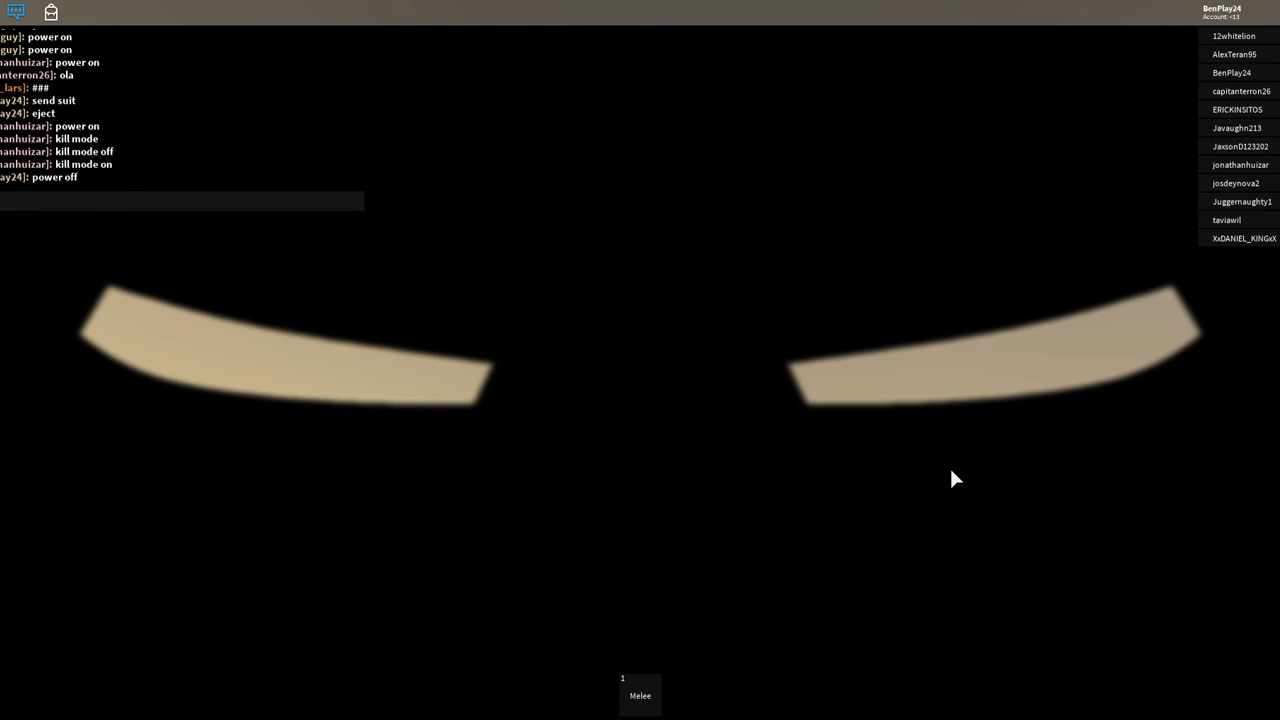 BenPlay24
Account: <13
guy]: power on
guy]: power on
nanhuizar]: power on
anterron26]: ola
_lars]: ###
ay24]: send suit
ay24]: eject
nanhuizar]: power on
nanhuizar]: kill mode
nanhuizar]: kill mode off
nanhuizar]: kill mode on
ay24]: power off
12whitelion
AlexTeran95
BenPlay24
capitanterron26
ERICKINSITOS
Javaughn213
JaxsonD123202
jonathanhuizar
josdeynova2
Juggernaughty1
taviawil
XxDANIEL_KINGxX
1
Melee